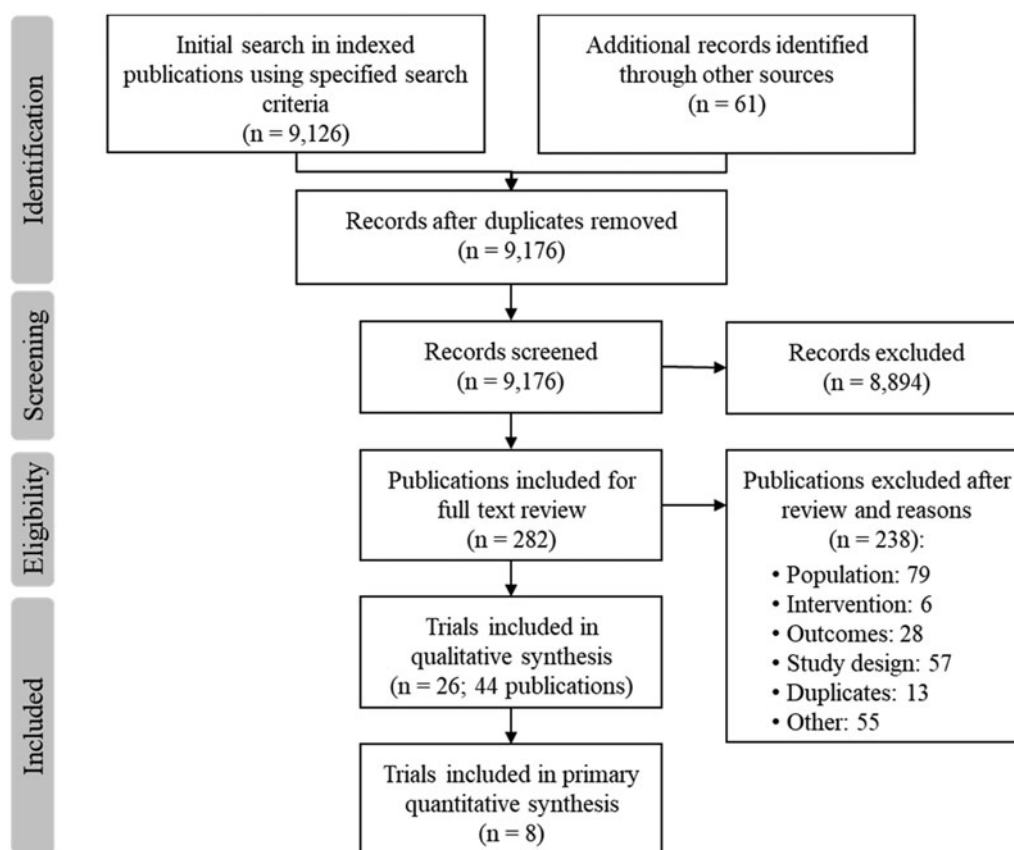 Identification
Initial search in indexed
publications using specified search
criteria
(n = 9,126)
Additional records identified
through other sources
(n = 61)
Records after duplicates removed
(n = 9,176)
Screening
Records screened
(n = 9,176)
Records excluded
(n = 8,894)
Eligibility
Publications included for
full text review
(n = 282)
Publications excluded after
review and reasons
(n = 238):
• Population: 79
• Intervention: 6
• Outcomes: 28
• Study design: 57
• Duplicates: 13
• Other: 55
Included
Trials included in
qualitative synthesis
(n = 26; 44 publications)
Trials included in primary
quantitative synthesis
(n = 8)